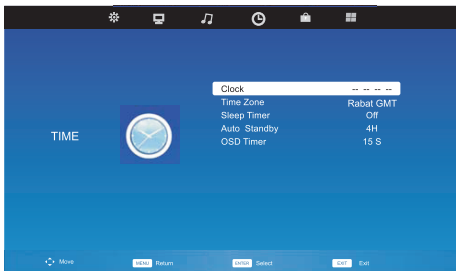 Clock -- -- -- --
Time Zone Rabat GMT
Sleep Timer Off
TIME
Auto Standby 4H
OSD Timer 15 S
Move MENU Return ENTER Select EXIT Exit